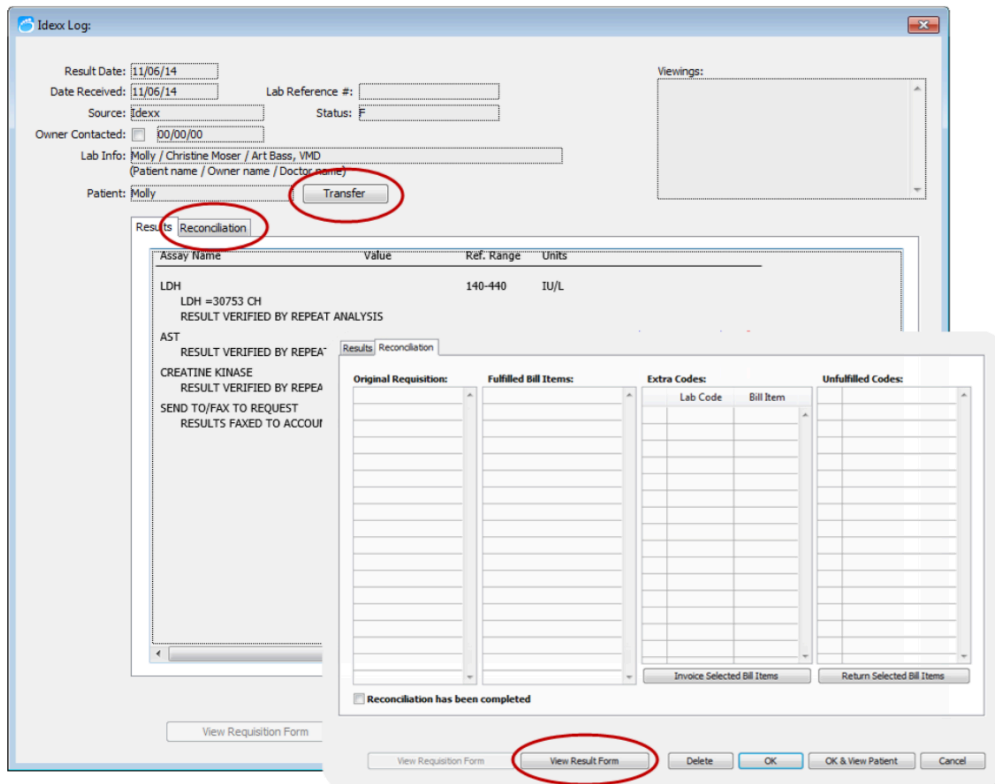 Idexx Log:
Result Date: 11/06/14
Viewings:
Date Received: 11/06/14 Lab Reference #:
Source: Idexx Status: F
Owner Contacted: 00/00/00
Lab Info: Molly / Christine Moser / Art Bass, VMD
(Patient name / Owner name / Doctor name)
Patient: Molly Transfer
Results Reconciliation
Assay Name Value Ref. Range Units
LDH 140-440 IU/L
LDH =30753 CH
RESULT VERIFIED BY REPEAT ANALYSIS
AST
RESULT VERIFIED BY REPEAT
CREATINE KINASE
RESULT VERIFIED BY REPEA
SEND TO/FAX TO REQUEST
RESULTS FAXED TO ACCOUN
View Requisition Form
Results Reconciliation
Original Requisition: Fulfilled Bill Items: Extra Codes: Unfulfilled Codes:
Lab Code Bill Item
Invoice Selected Bill Items Return Selected Bill Items
Reconciliation has been completed
View Requisition Form View Result Form Delete OK OK & View Patient Cancel